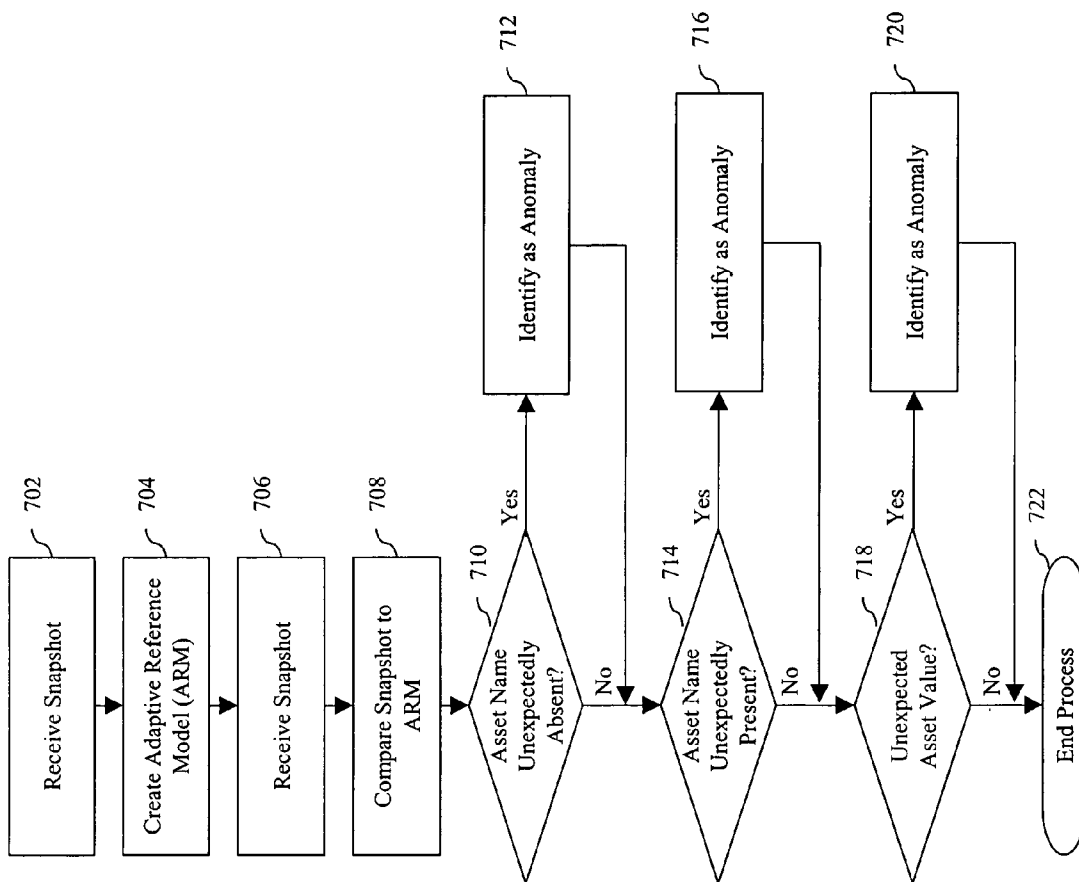 702
Receive Snapshot
704
Create Adaptive Reference
Model (ARM)
706
Receive Snapshot
708
Compare Snapshot to
ARM
710
Asset Name
Unexpectedly
Absent?
Yes
No
712
Identify as Anomaly
714
Asset Name
Unexpectedly
Present?
Yes
No
716
Identify as Anomaly
718
Unexpected
Asset Value?
Yes
No
720
Identify as Anomaly
722
End Process